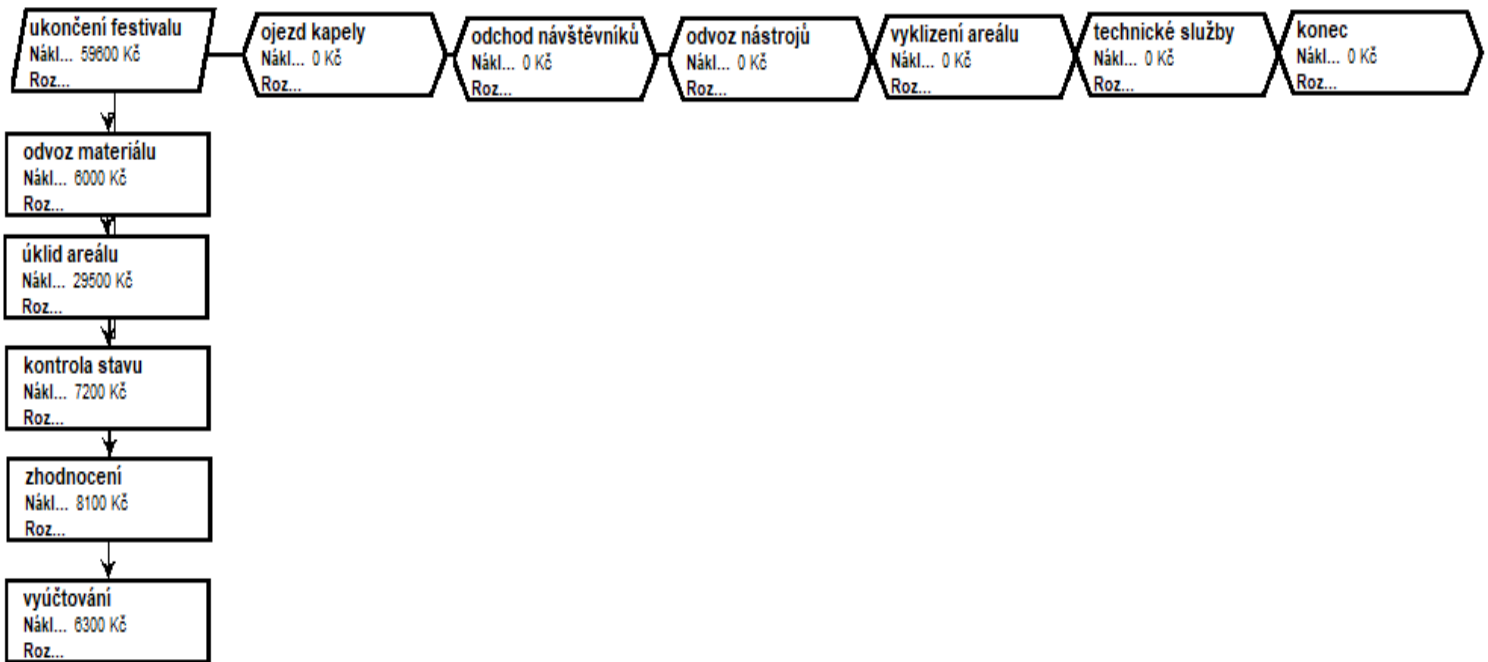 ukončení festivalu
Nákl... 59600 Kč
Roz...
ojezd kapely
Nákl... 0 Kč
Roz...
odchod návštěvníků
Nákl... 0 Kč
Roz...
odvoz nástrojů
Nákl... 0 Kč
Roz...
vyklizení areálu
Nákl... 0 Kč
Roz...
technické služby
Nákl... 0 Kč
Roz...
konec
Nákl... 0 Kč
Roz...
odvoz materiálu
Nákl... 6000 Kč
Roz...
úklid areálu
Nákl... 29500 Kč
Roz...
kontrola stavu
Nákl... 7200 Kč
Roz...
zhodnocení
Nákl... 8100 Kč
Roz...
vyúčtování
Nákl... 6300 Kč
Roz...